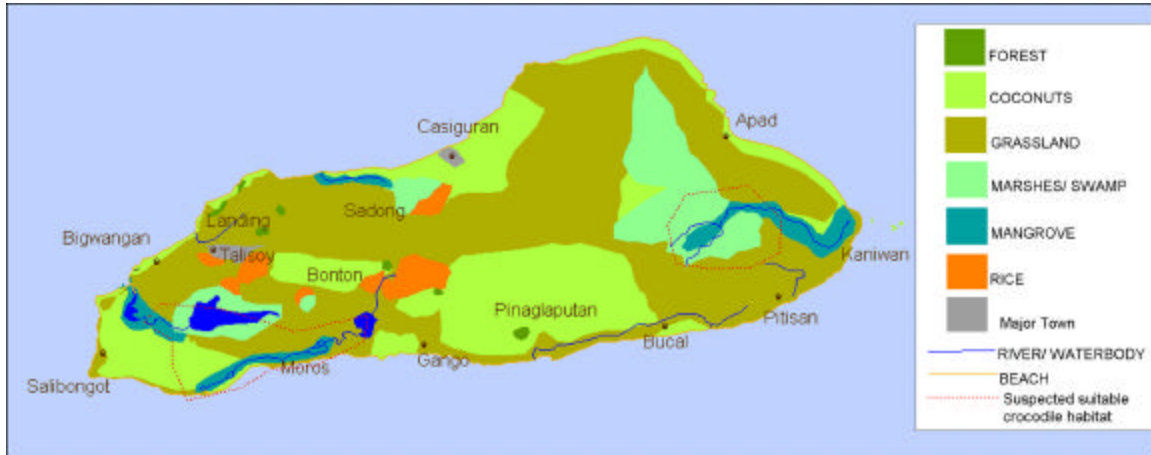 Apad
Casiguran
Sadong
Landing
Bigwangan
Talisoy
Bonton
Kaniwan
Pinaglaputan
Pitisan
Bucal
Gango
Moros
Salibongot
FOREST
COCONUTS
GRASSLAND
MARSHES/ SWAMP
MANGROVE
RICE
Major Town
RIVER/ WATERBODY
BEACH
Suspected suitable
crocodile habitat